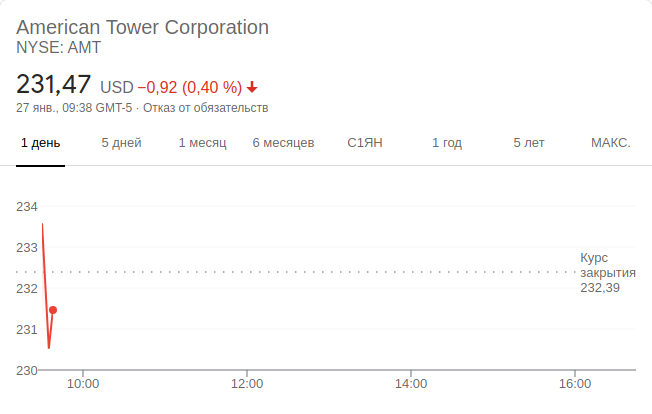 American Tower Corporation
NYSE: AMT
231,47 USD −0,92 (0,40 %)
27 янв., 09:38 GMT-5 · Отказ от обязательств
1 день 5 дней 1 месяц 6 месяцев С1ЯН 1 год 5 лет МАКС.
234
233
Курс
закрытия
232,39
232
231
230
10:00 12:00 14:00 16:00